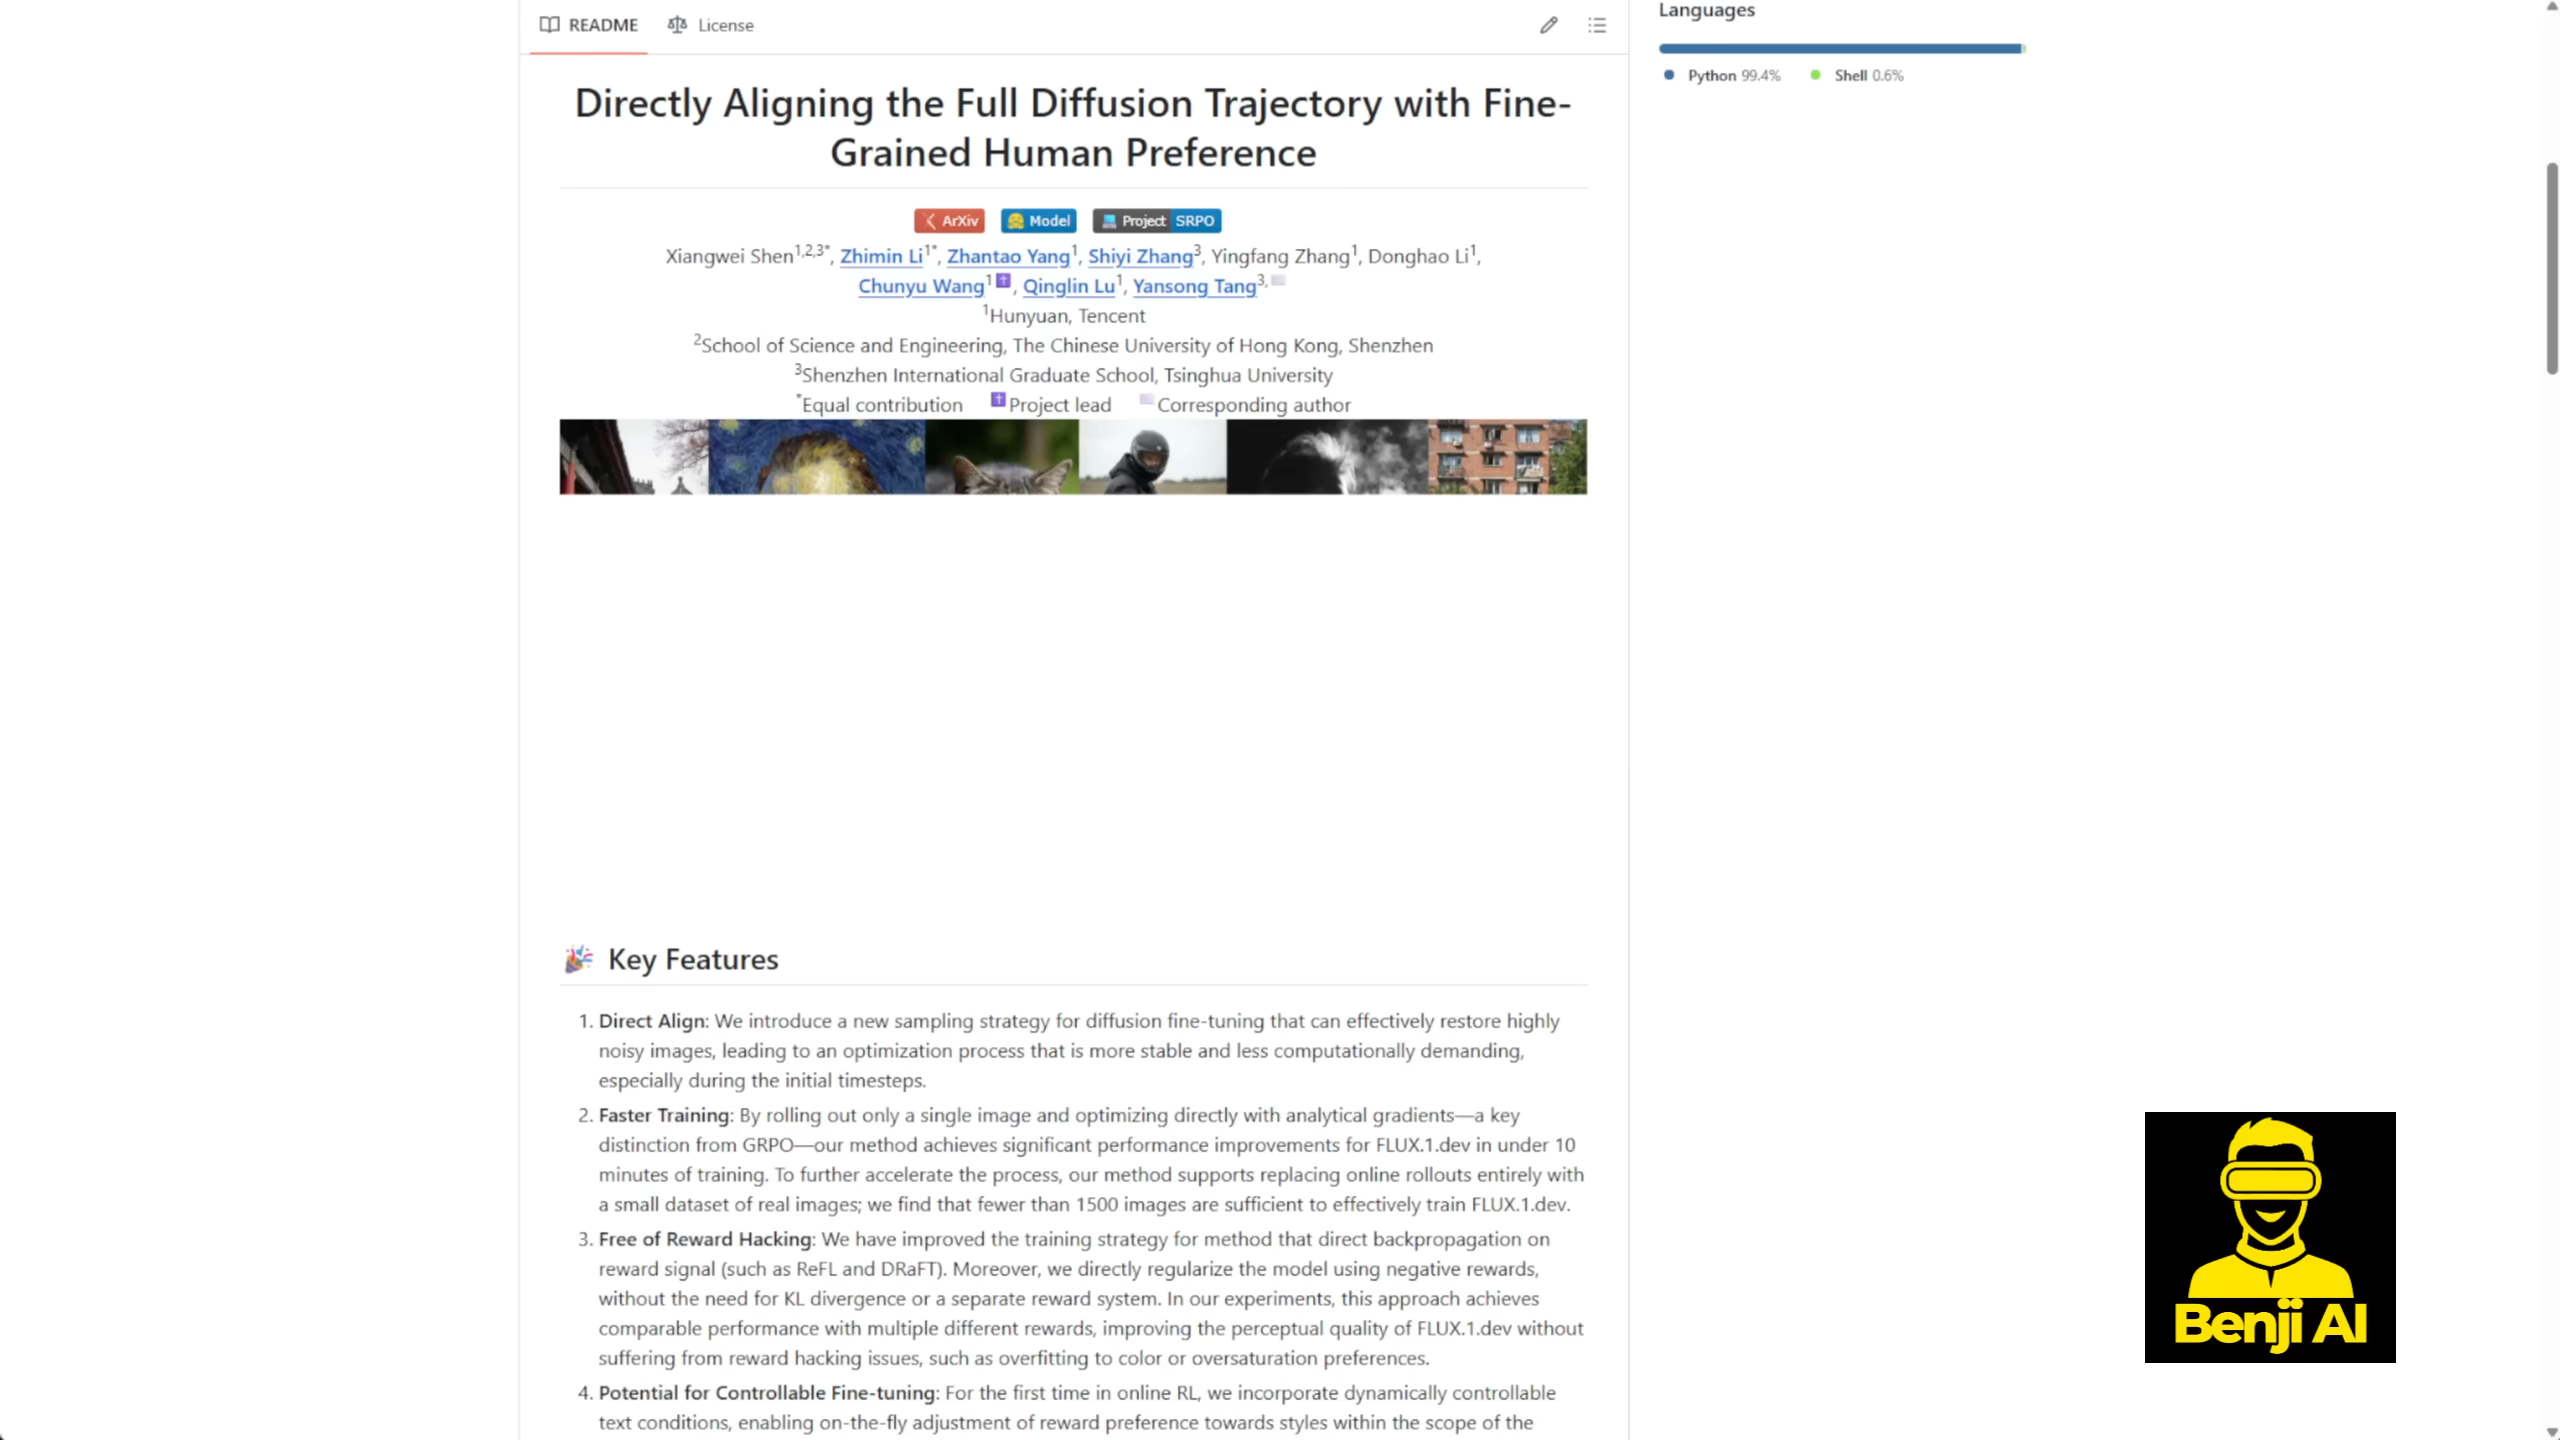 README License
Languages
Python 99.4% Shell 0.6%
Directly Aligning the Full Diffusion Trajectory with Fine-
Grained Human Preference
ArXiv Model Project SRPO
Xiangwei Shen1,2,3*, Zhimin Li1*, Zhantao Yang1, Shiyi Zhang3, Yingfang Zhang1, Donghao Li1,
Chunyu Wang1✝, Qinglin Lu1, Yansong Tang3,
1Hunyuan, Tencent
2School of Science and Engineering, The Chinese University of Hong Kong, Shenzhen
3Shenzhen International Graduate School, Tsinghua University
*Equal contribution ✝Project lead Corresponding author
Key Features
1. Direct Align: We introduce a new sampling strategy for diffusion fine-tuning that can effectively restore highly
noisy images, leading to an optimization process that is more stable and less computationally demanding,
especially during the initial timesteps.
2. Faster Training: By rolling out only a single image and optimizing directly with analytical gradients—a key
distinction from GRPO—our method achieves significant performance improvements for FLUX.1.dev in under 10
minutes of training. To further accelerate the process, our method supports replacing online rollouts entirely with
a small dataset of real images; we find that fewer than 1500 images are sufficient to effectively train FLUX.1.dev.
3. Free of Reward Hacking: We have improved the training strategy for method that direct backpropagation on
reward signal (such as ReFL and DRaFT). Moreover, we directly regularize the model using negative rewards,
without the need for KL divergence or a separate reward system. In our experiments, this approach achieves
comparable performance with multiple different rewards, improving the perceptual quality of FLUX.1.dev without
suffering from reward hacking issues, such as overfitting to color or oversaturation preferences.
4. Potential for Controllable Fine-tuning: For the first time in online RL, we incorporate dynamically controllable
text conditions, enabling on-the-fly adjustment of reward preference towards styles within the scope of the
Benji AI